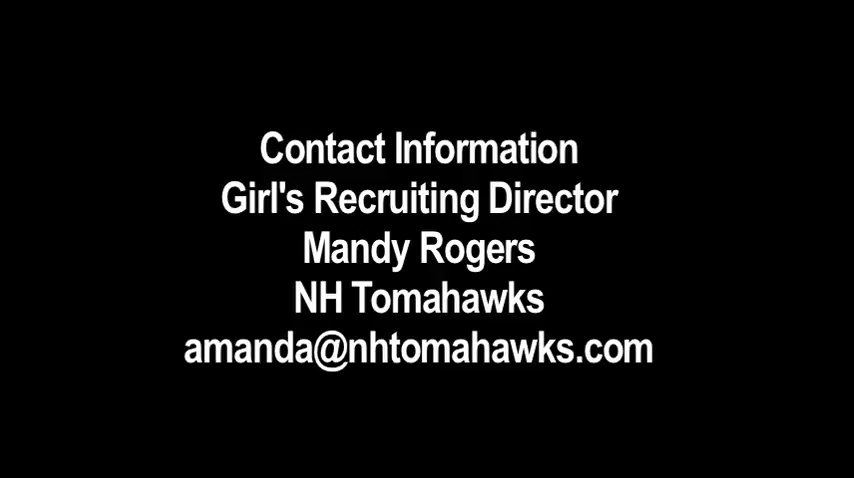 Contact Information
Girl's Recruiting Director
Mandy Rogers
NH Tomahawks
amanda@nhtomahawks.com